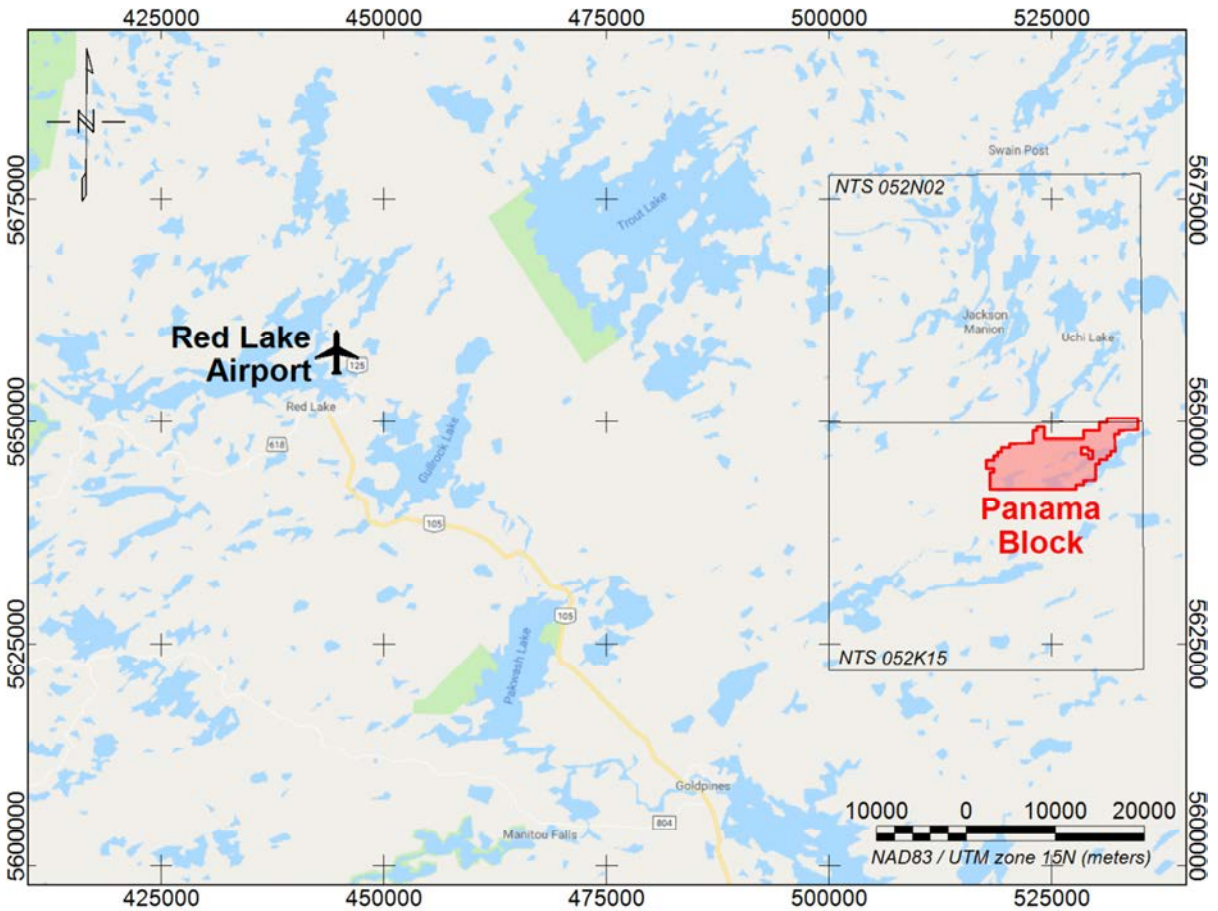 425000 450000 475000 500000 525000
N
Swain Post
5675000
5675000
NTS 052N02
Trout Lake
Jackson
Manion
Uchi Lake
Red Lake
Airport
125
Red Lake
5650000
5650000
618
Gullrock Lake
Panama
Block
105
105
5625000
5625000
Pakwash Lake
NTS 052K15
Goldpines
10000 0 10000 20000
804
Manitou Falls
NAD83 / UTM zone 15N (meters)
5600000
5600000
425000 450000 475000 500000 525000